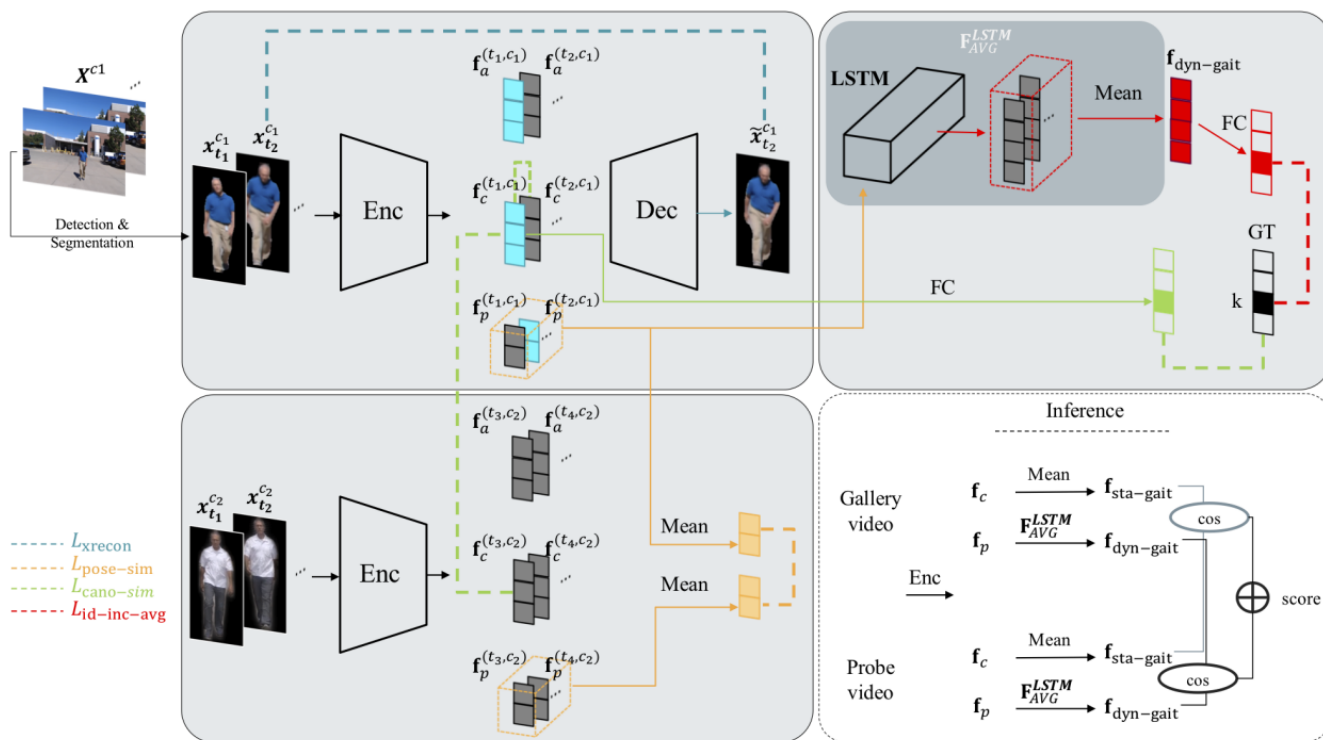 X^{c1}
...
x_{t_1}^{c_1} x_{t_2}^{c_1}
...
Detection &
Segmentation
Enc
f_a^{(t_1,c_1)} f_a^{(t_2,c_1)}
...
f_c^{(t_1,c_1)} f_c^{(t_2,c_1)}
...
f_p^{(t_1,c_1)} f_p^{(t_2,c_1)}
...
Dec
x̃_{t_2}^{c_1}
F_{AVG}^{LSTM}
LSTM
...
Mean
f_{dyn-gait}
FC
FC
GT
k
x_{t_1}^{c_2} x_{t_2}^{c_2}
...
Enc
f_a^{(t_3,c_2)} f_a^{(t_4,c_2)}
...
f_c^{(t_3,c_2)} f_c^{(t_4,c_2)}
...
f_p^{(t_3,c_2)} f_p^{(t_4,c_2)}
...
Mean
Mean
L_{xrecon}
L_{pose-sim}
L_{cano-sim}
L_{id-inc-avg}
Inference
Gallery
video
f_c Mean f_{sta-gait}
f_p F_{AVG}^{LSTM} f_{dyn-gait}
cos
Enc
⊕ score
Probe
video
f_c Mean f_{sta-gait}
f_p F_{AVG}^{LSTM} f_{dyn-gait}
cos